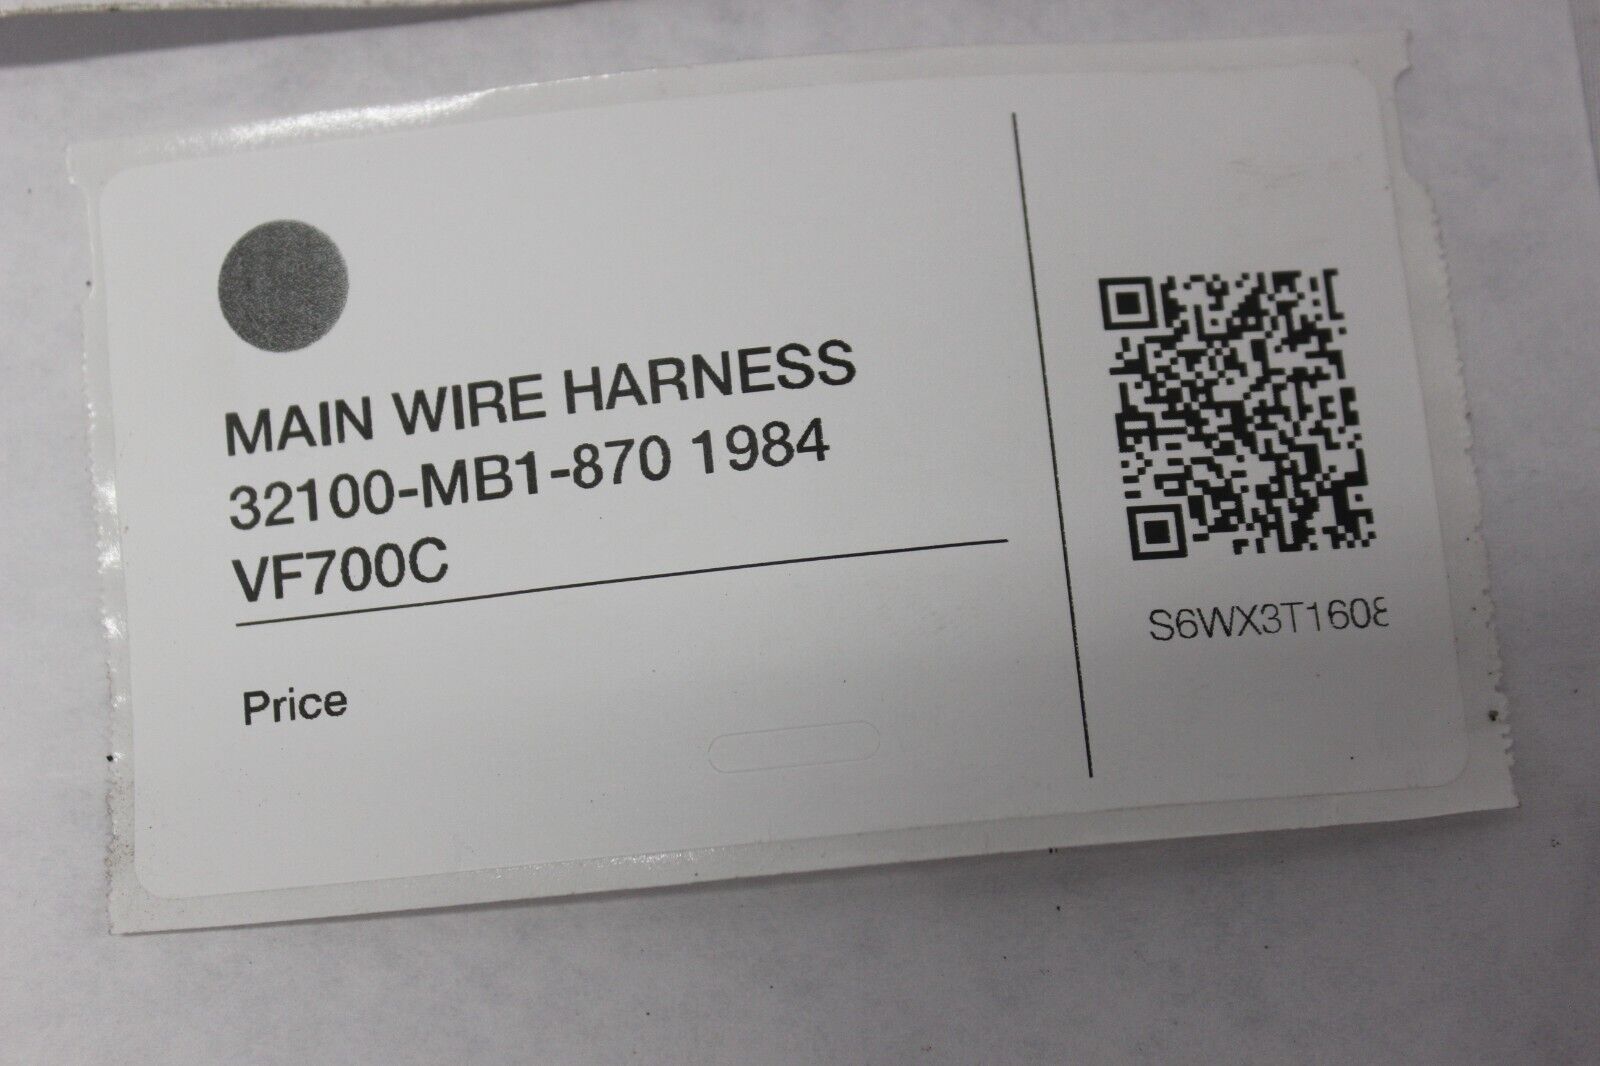 MAIN WIRE HARNESS
32100-MB1-870 1984
VF700C
Price
S6WX3T1608